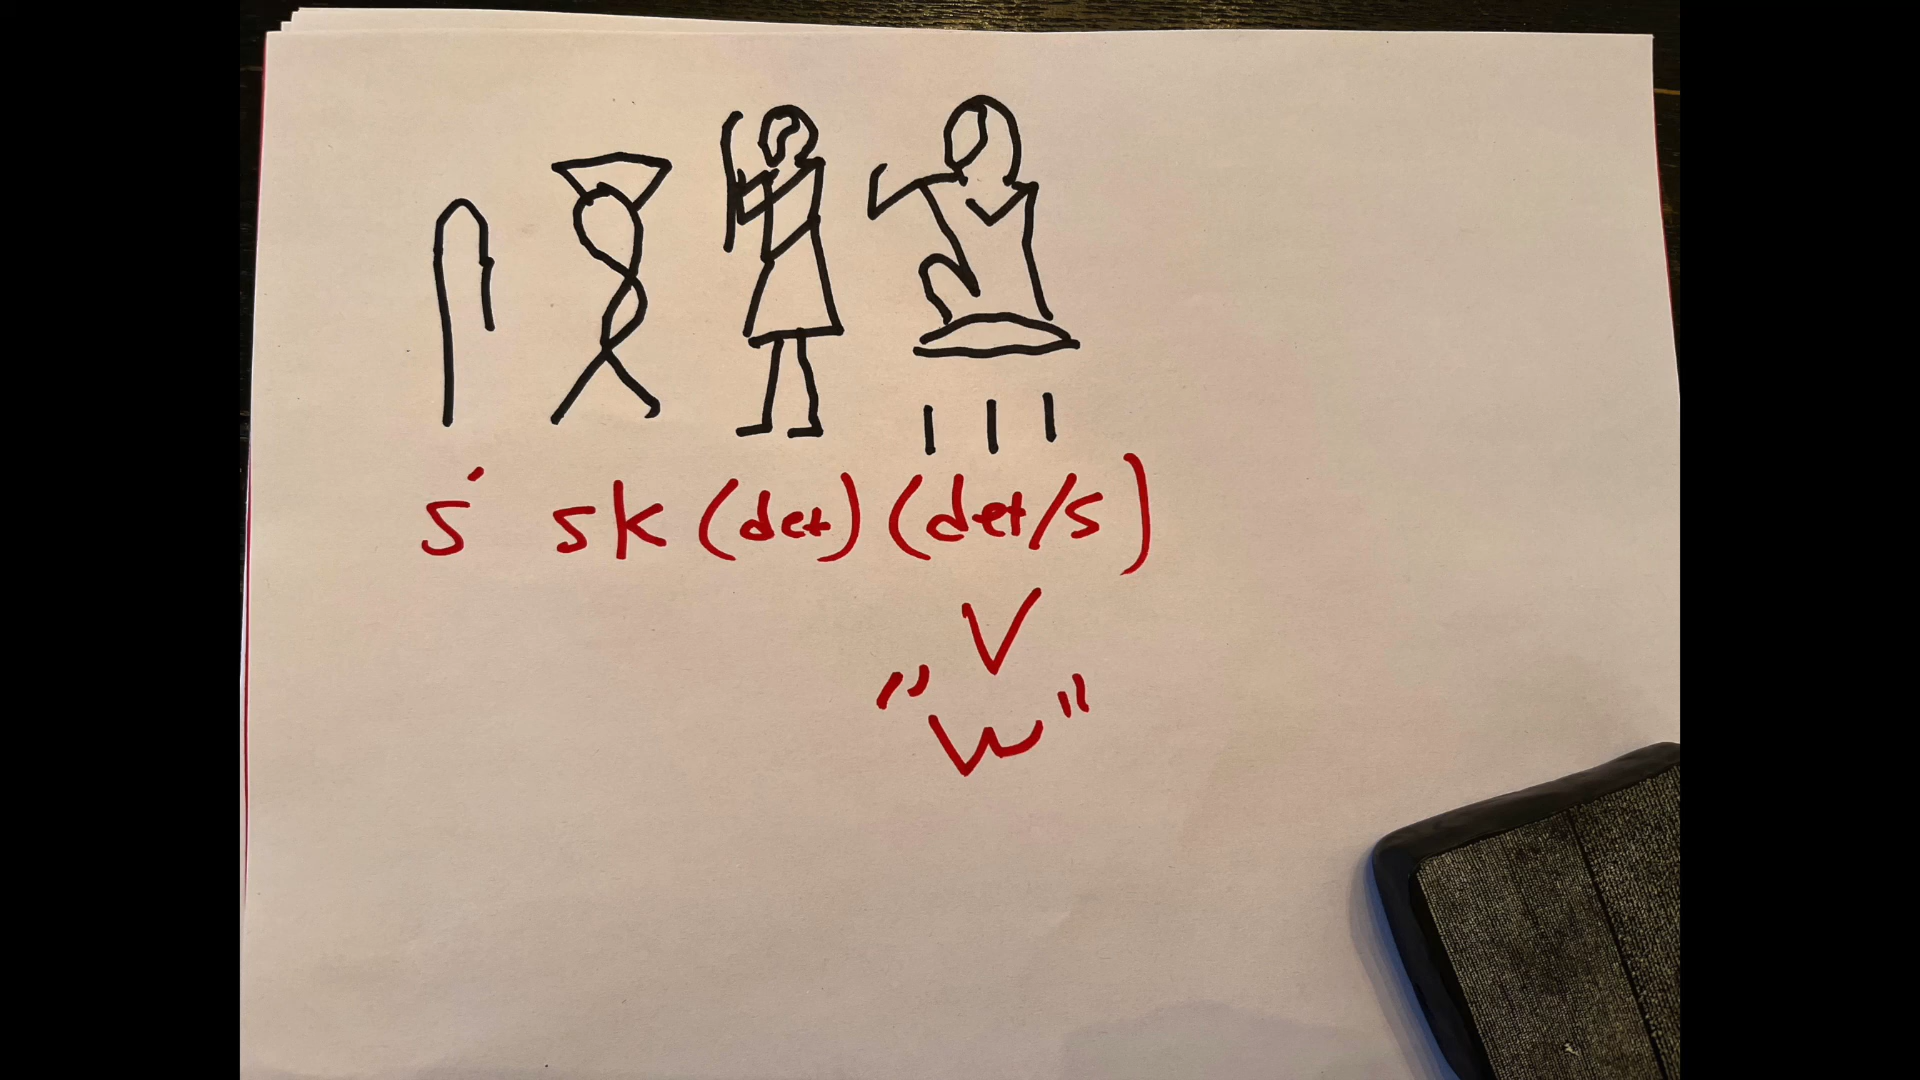 𓋴 𓎝 𓏥
ś sk (det) (det/s)
V
"w"